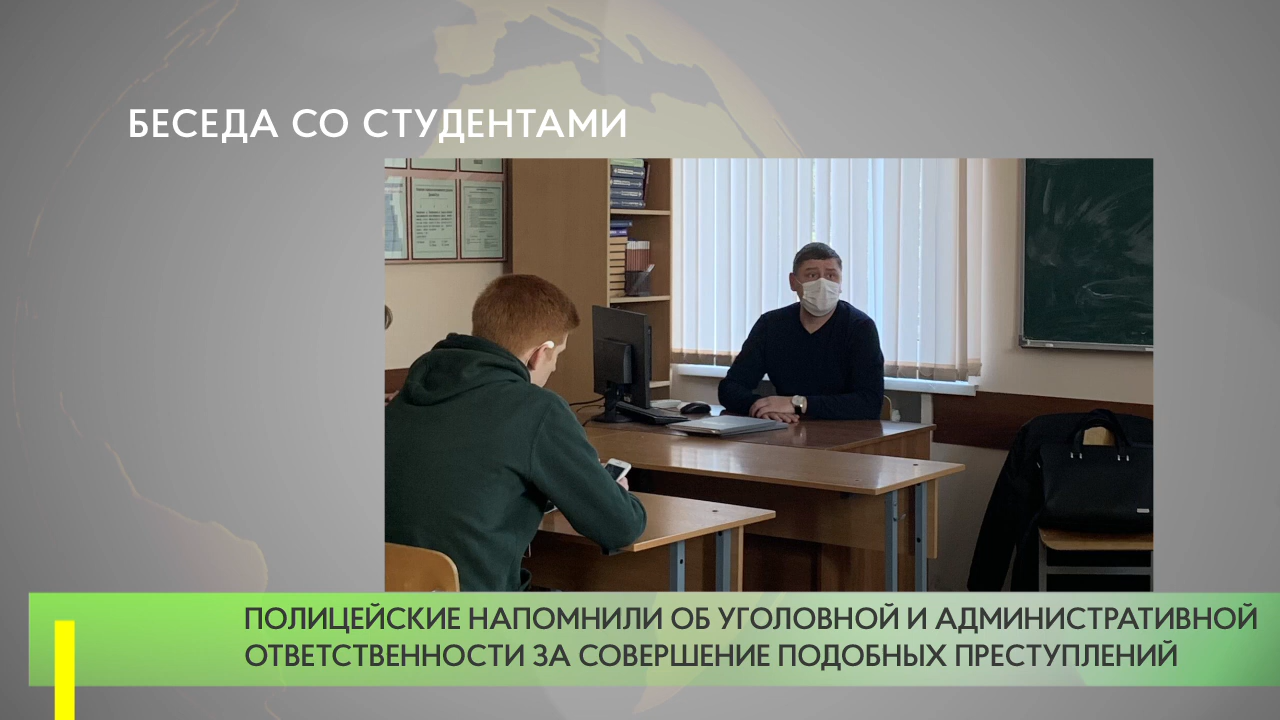 БЕСЕДА СО СТУДЕНТАМИ
ПОЛИЦЕЙСКИЕ НАПОМНИЛИ ОБ УГОЛОВНОЙ И АДМИНИСТРАТИВНОЙ
ОТВЕТСТВЕННОСТИ ЗА СОВЕРШЕНИЕ ПОДОБНЫХ ПРЕСТУПЛЕНИЙ